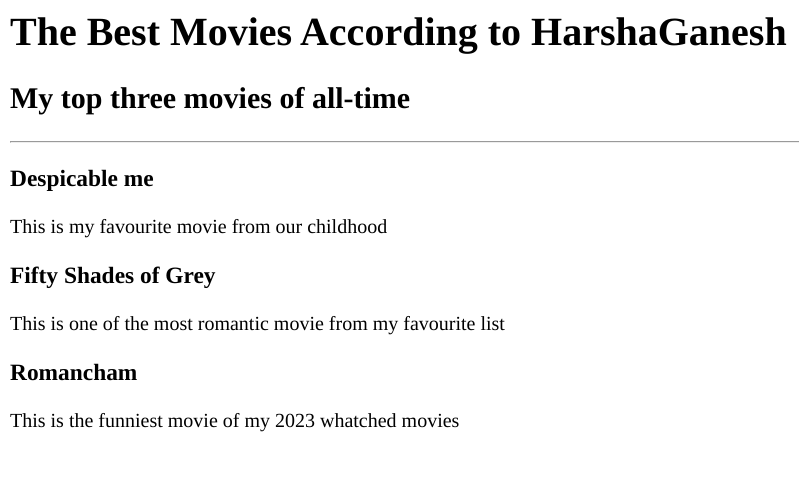 The Best Movies According to HarshaGanesh
My top three movies of all-time
Despicable me
This is my favourite movie from our childhood
Fifty Shades of Grey
This is one of the most romantic movie from my favourite list
Romancham
This is the funniest movie of my 2023 whatched movies